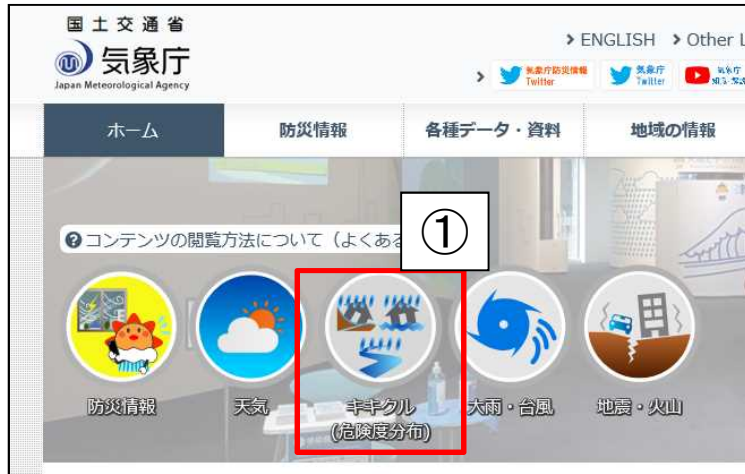 国土交通省
気象庁
Japan Meteorological Agency
ENGLISH Other L
気象庁防災情報
Twitter
気象庁
Twitter
気象庁
ホーム 防災情報 各種データ・資料 地域の情報
コンテンツの閲覧方法について（よくある
①
防災情報 天気 キキクル 大雨・台風 地震・火山
(危険度分布)